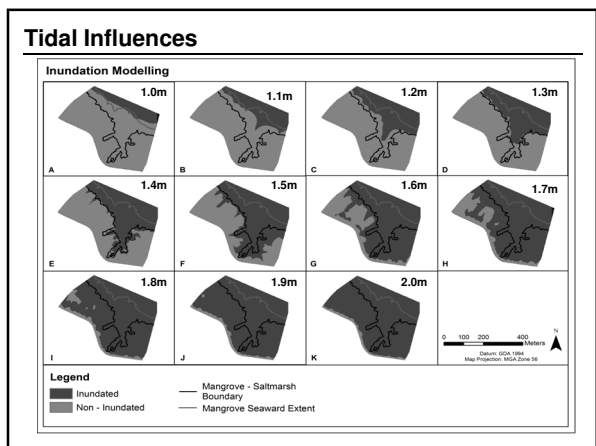 Tidal Influences
Inundation Modelling
1.0m
A
1.1m
B
1.2m
C
1.3m
D
1.4m
E
1.5m
F
1.6m
G
1.7m
H
1.8m
I
1.9m
J
2.0m
K
N
0 100 200 400
Meters
Datum: GDA 1994
Map Projection: MGA Zone 56
Legend
Inundated
Non - Inundated
Mangrove - Saltmarsh
Boundary
Mangrove Seaward Extent